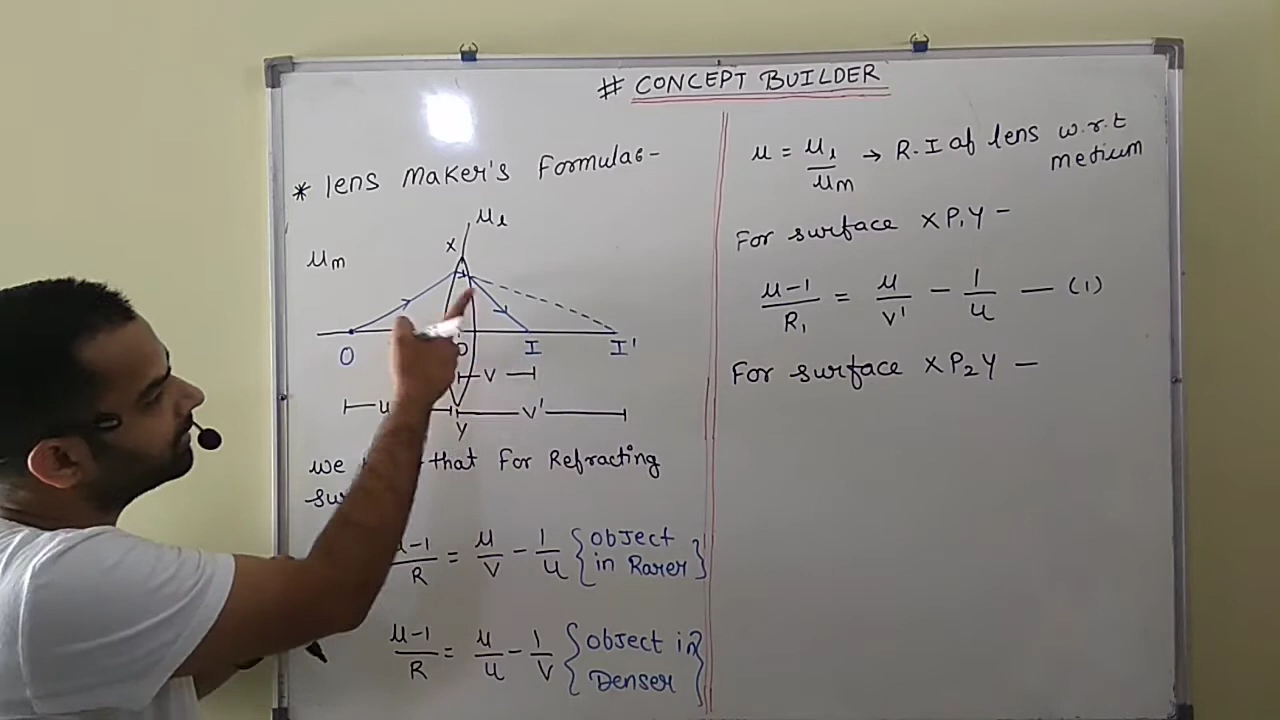 # CONCEPT BUILDER
* lens maker's Formulae-
μl
X
μm
O I I'
V
u V'
Y
we that For Refracting
μ-1/R = μ/V - 1/u {object in Rarer}
μ-1/R = μ/u - 1/V {object in Denser}
μ = μl/μm → R.I of lens w.r.t medium
For surface XP1Y -
μ-1/R1 = μ/V' - 1/u — (1)
For surface XP2Y —